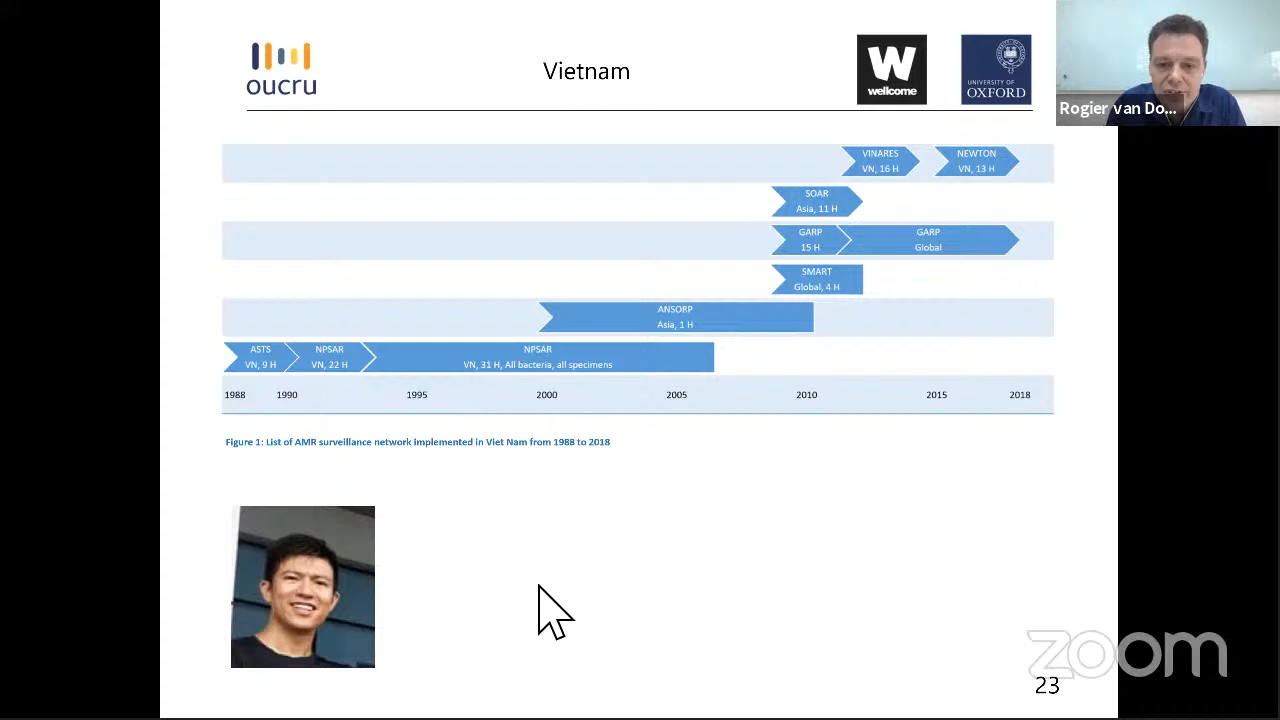 oucru
Vietnam
W
wellcome
UNIVERSITY OF
OXFORD
Rogier van Do...
VINARES
VN, 16 H
NEWTON
VN, 13 H
SOAR
Asia, 11 H
GARP
15 H
GARP
Global
SMART
Global, 4 H
ANSORP
Asia, 1 H
ASTS
VN, 9 H
NPSAR
VN, 22 H
NPSAR
VN, 31 H, All bacteria, all specimens
1988 1990 1995 2000 2005 2010 2015 2018
Figure 1: List of AMR surveillance network implemented in Viet Nam from 1988 to 2018
zoom
23